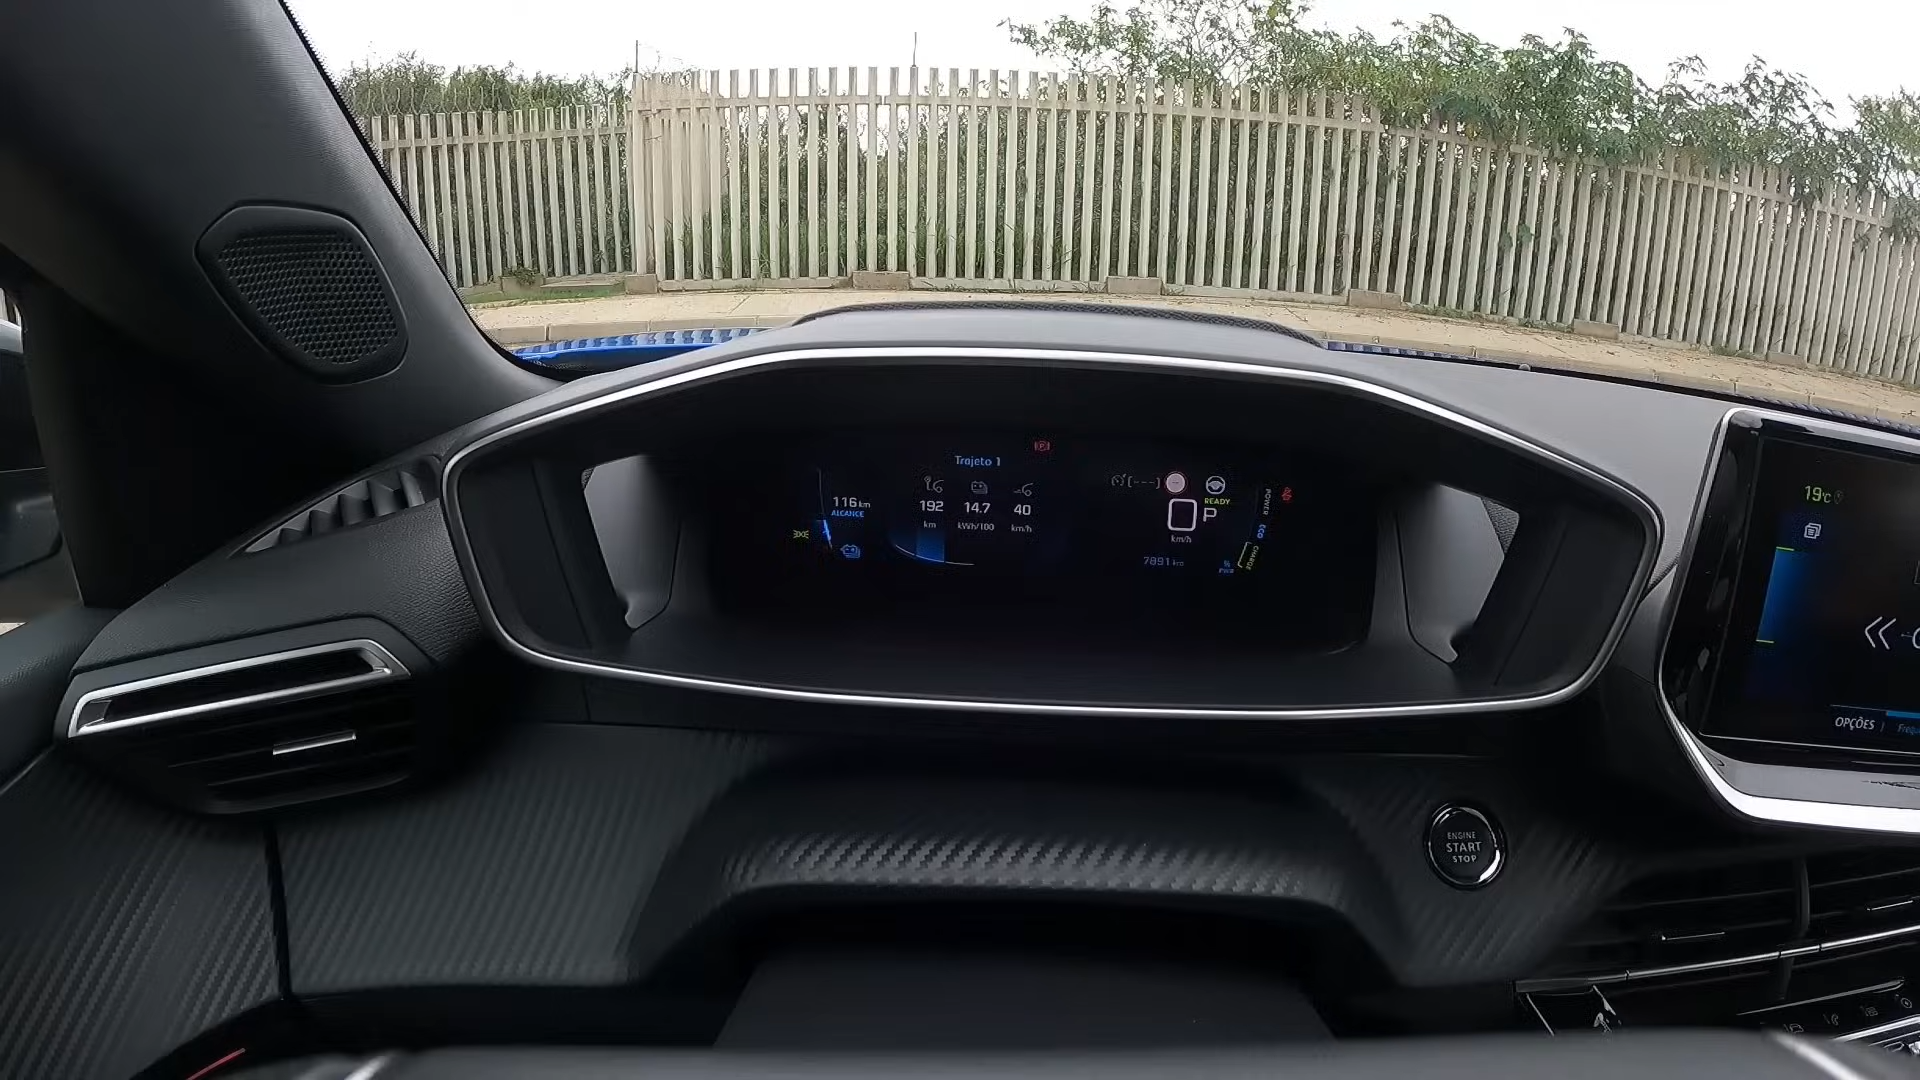 Trajeto 1
116 km
ALCANCE
192
km
14.7
kWh/100
40
km/h
[---]
READY
0 P
km/h
7891 km
POWER
ECO
CHARGE
%
19°C
OPÇÕES
ENGINE
START
STOP